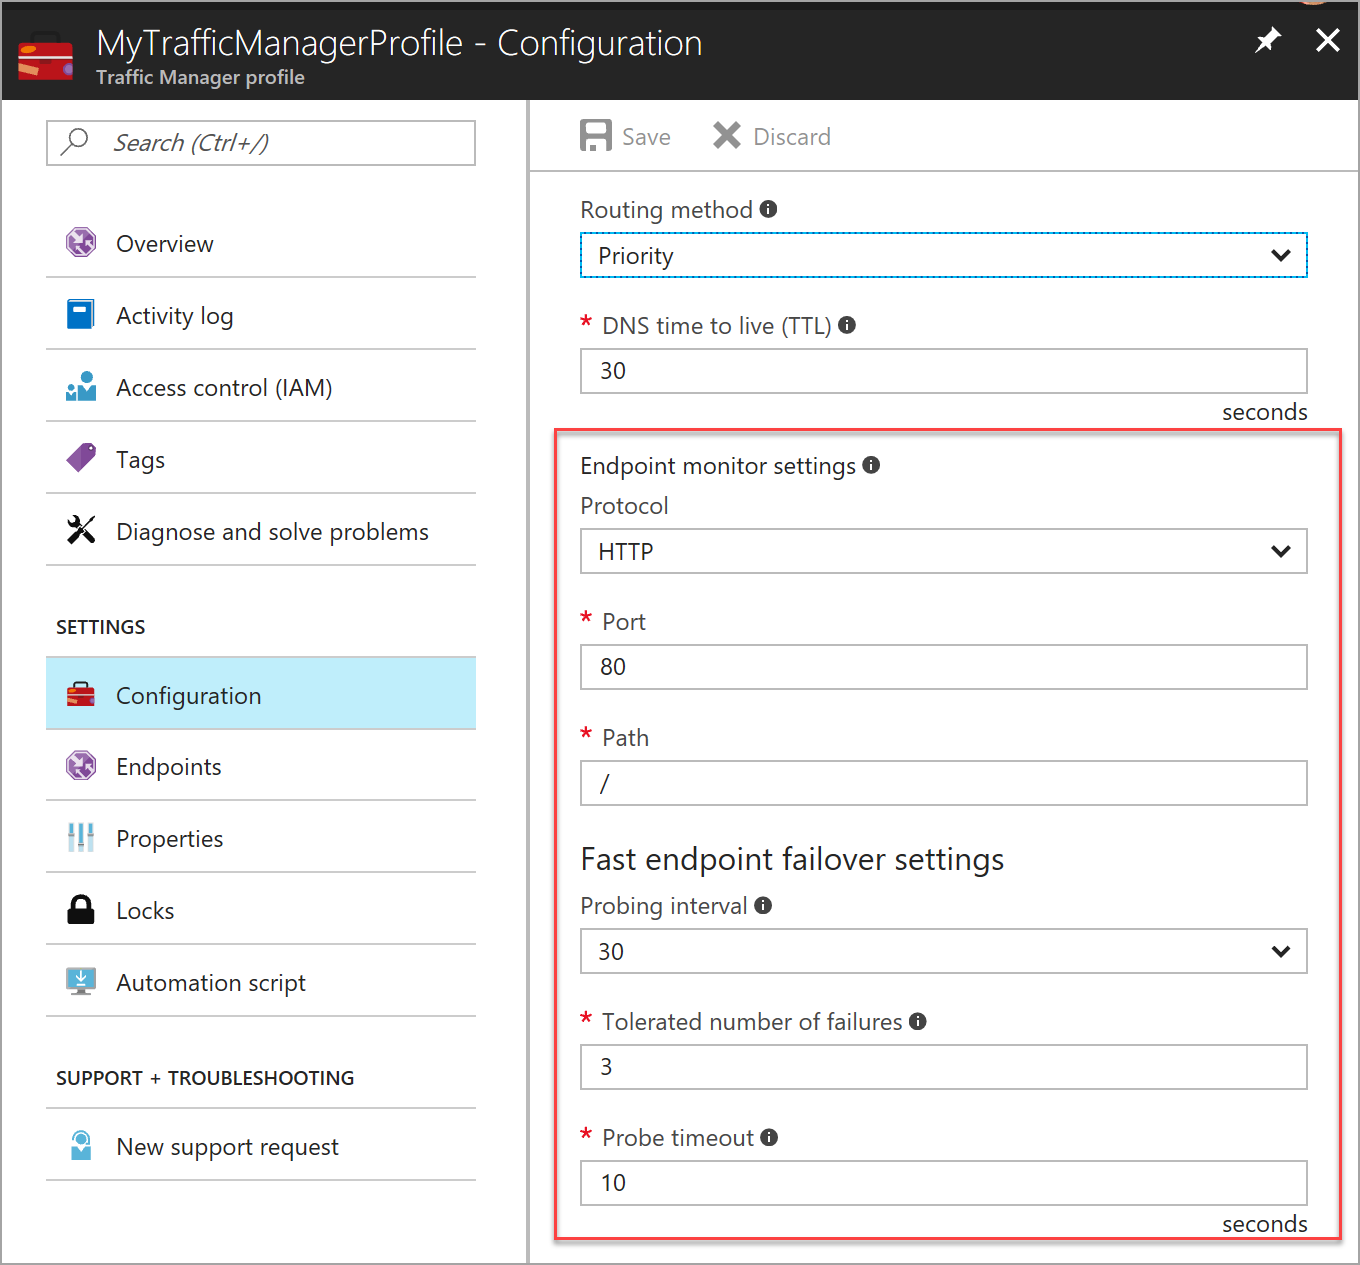 MyTrafficManagerProfile - Configuration
Traffic Manager profile
Search (Ctrl+/)
Overview
Activity log
Access control (IAM)
Tags
Diagnose and solve problems
SETTINGS
Configuration
Endpoints
Properties
Locks
Automation script
SUPPORT + TROUBLESHOOTING
New support request
Save Discard
Routing method
Priority
* DNS time to live (TTL)
30
seconds
Endpoint monitor settings
Protocol
HTTP
* Port
80
* Path
/
Fast endpoint failover settings
Probing interval
30
* Tolerated number of failures
3
* Probe timeout
10
seconds